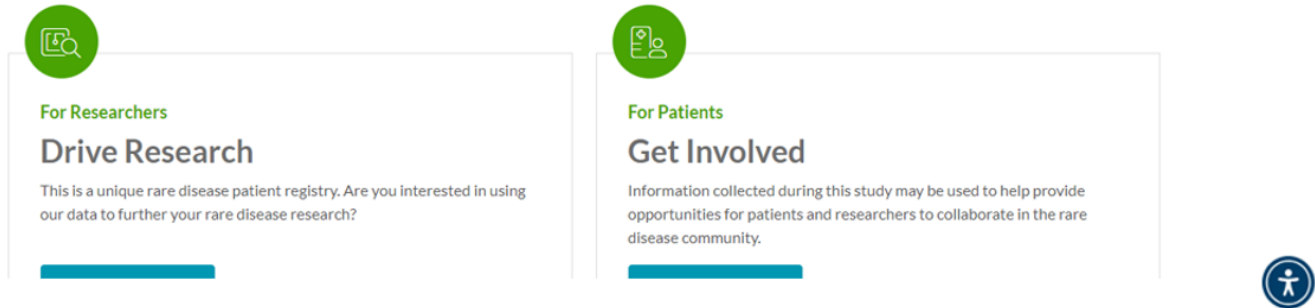 For Researchers
Drive Research
This is a unique rare disease patient registry. Are you interested in using
our data to further your rare disease research?
For Patients
Get Involved
Information collected during this study may be used to help provide
opportunities for patients and researchers to collaborate in the rare
disease community.